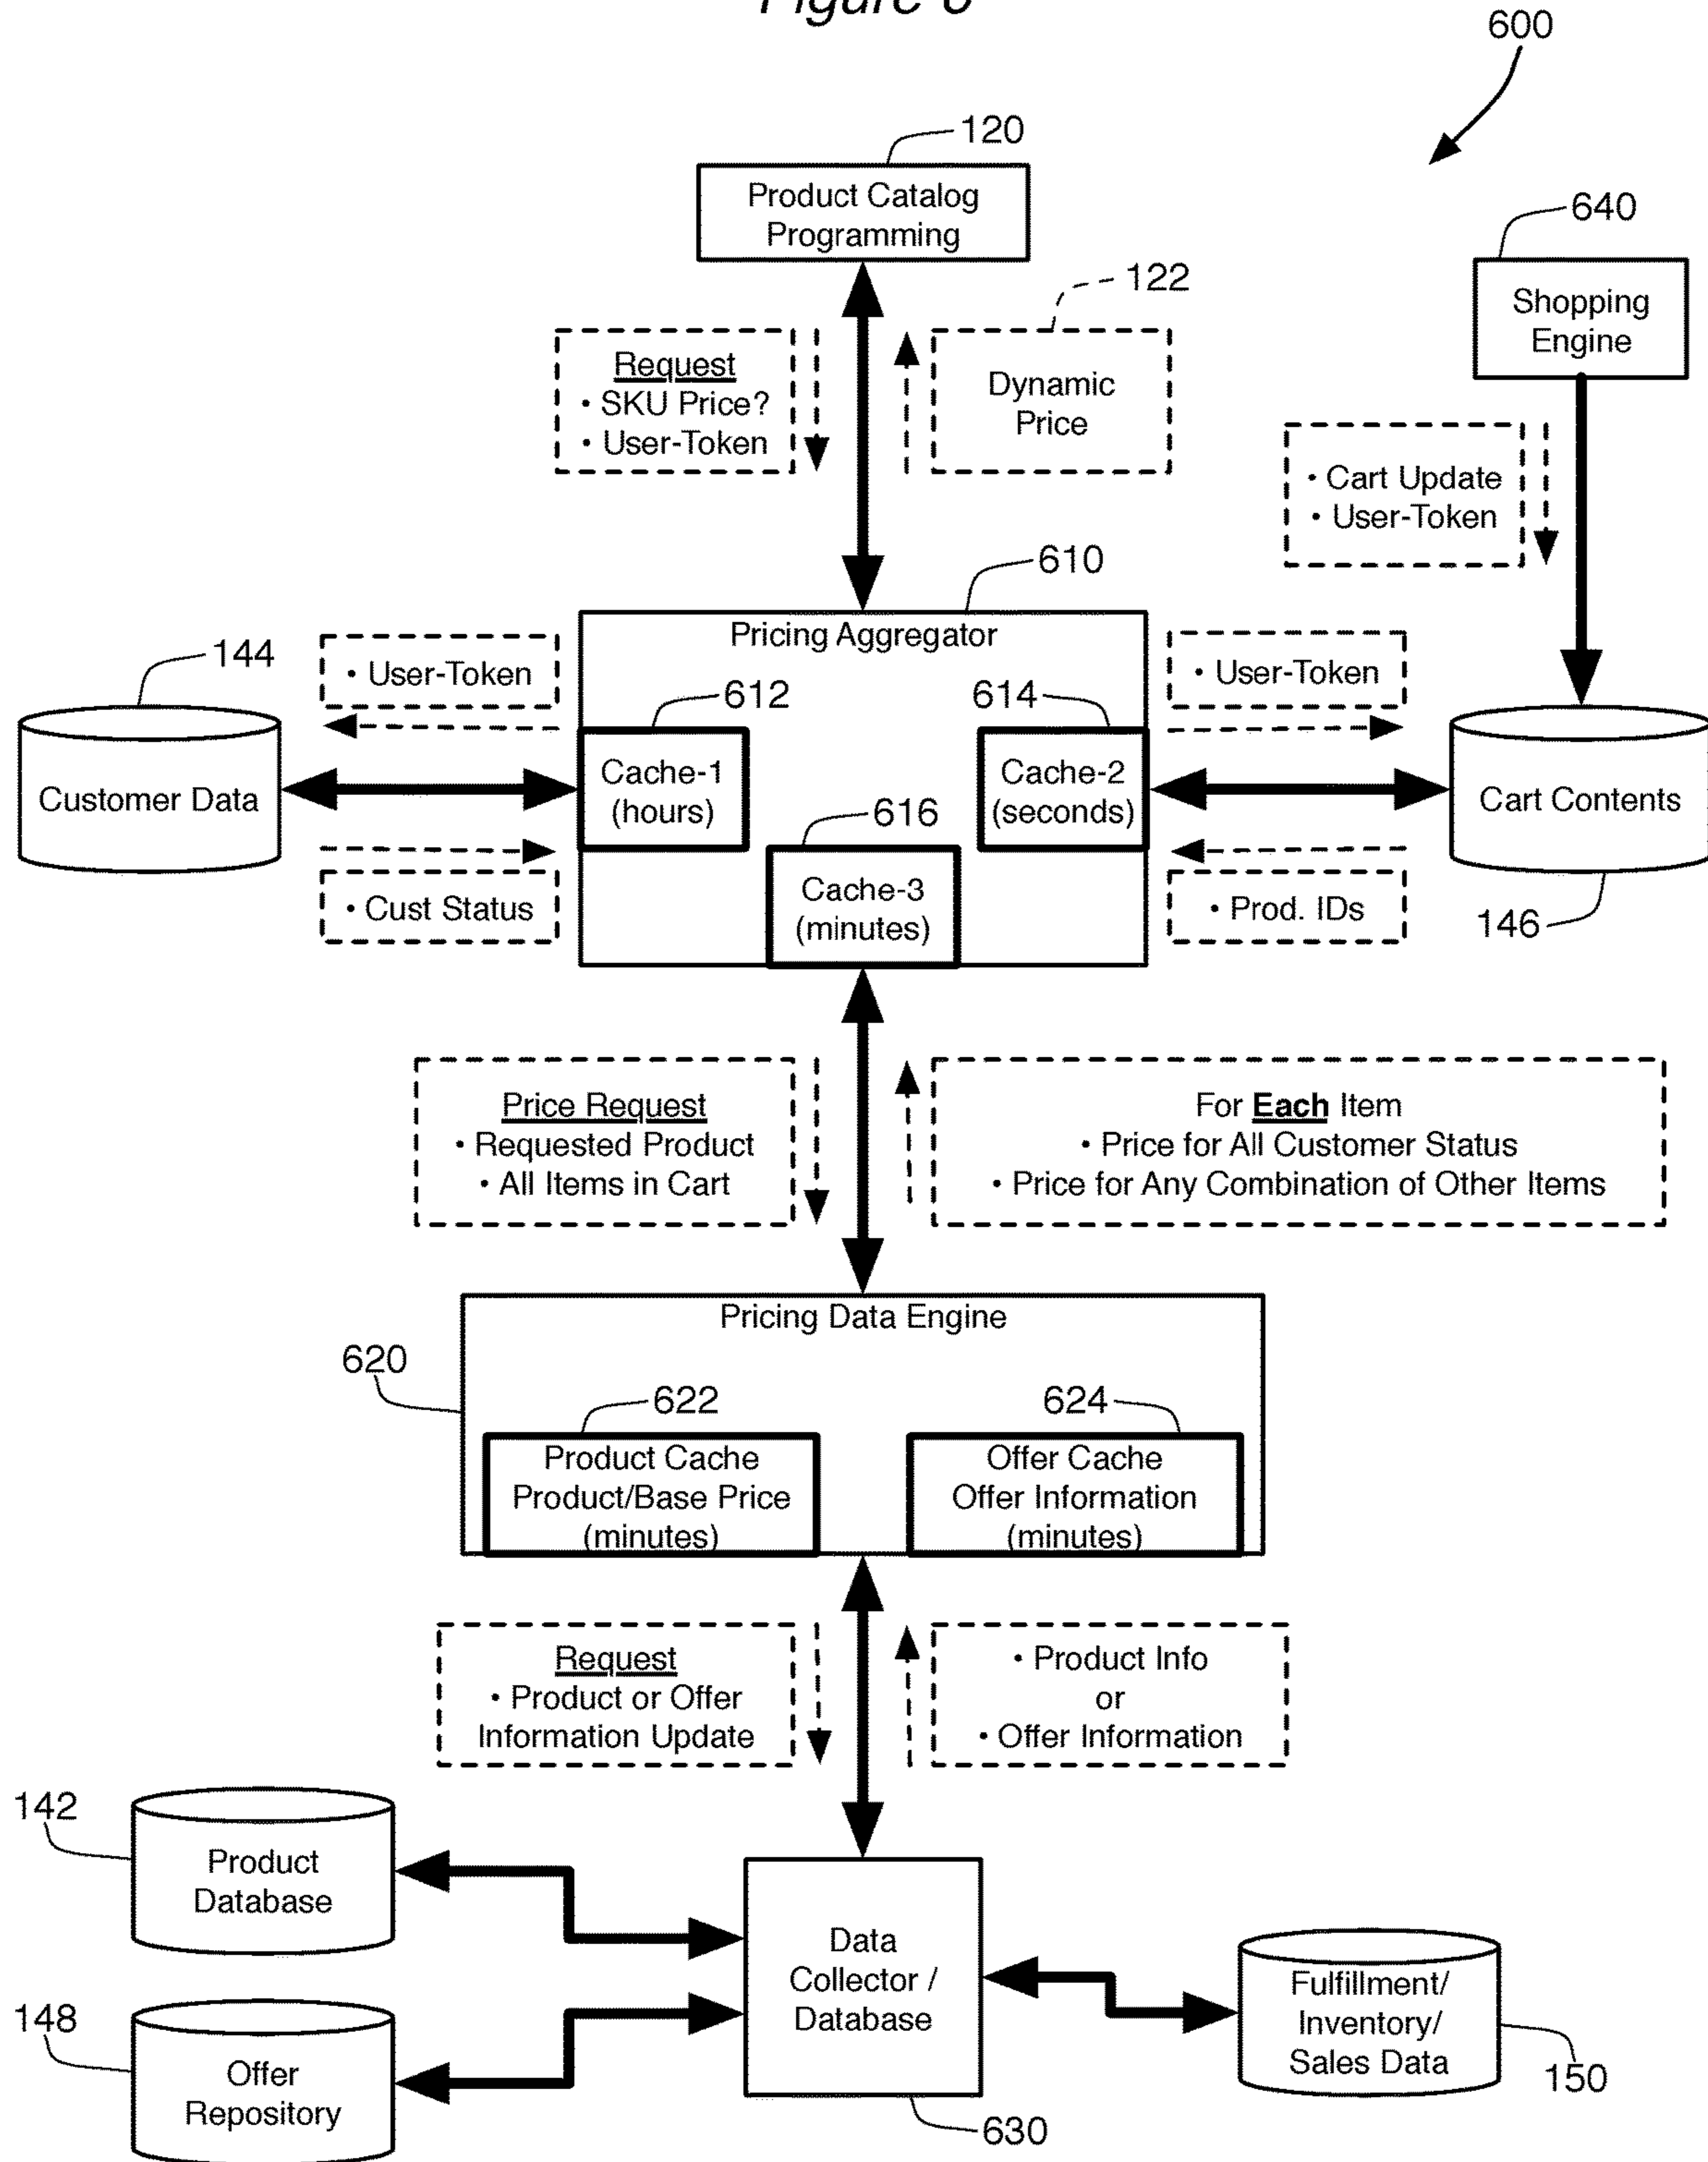 600
120
Product Catalog
Programming
640
Shopping
Engine
122
Request
• SKU Price?
• User-Token
Dynamic
Price
• Cart Update
• User-Token
610
Pricing Aggregator
144
• User-Token
612
614
• User-Token
Customer Data
Cache-1
(hours)
Cache-2
(seconds)
Cart Contents
616
Cache-3
(minutes)
• Cust Status
• Prod. IDs
146
Price Request
• Requested Product
• All Items in Cart
For Each Item
• Price for All Customer Status
• Price for Any Combination of Other Items
Pricing Data Engine
620
622
624
Product Cache
Product/Base Price
(minutes)
Offer Cache
Offer Information
(minutes)
Request
• Product or Offer
Information Update
• Product Info
or
• Offer Information
142
Product
Database
148
Offer
Repository
Data
Collector /
Database
630
Fulfillment/
Inventory/
Sales Data
150